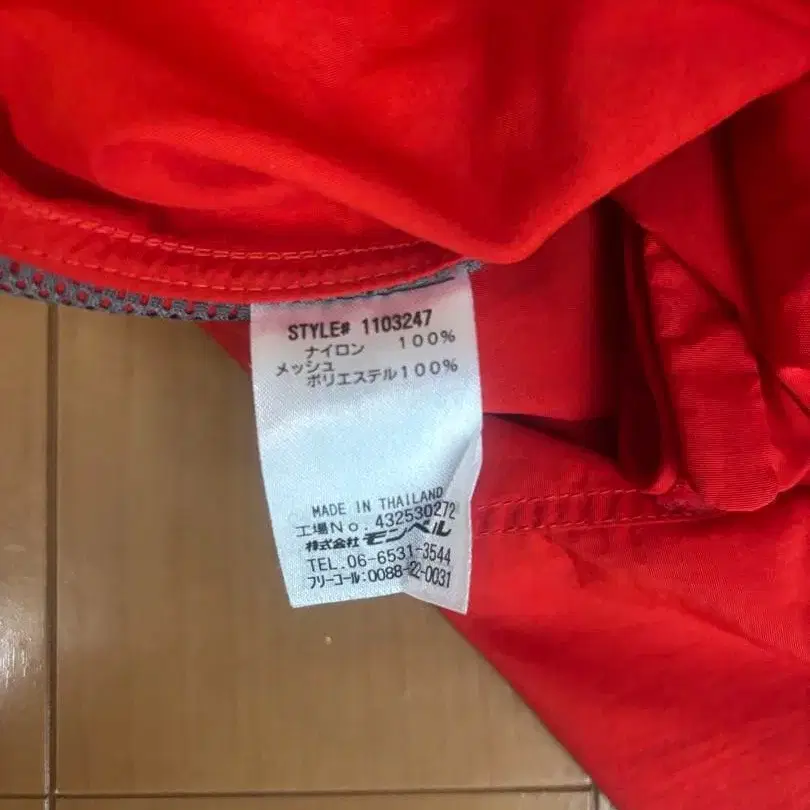 STYLE# 1103247
ナイロン 100%
メッシュ
ポリエステル100%
MADE IN THAILAND
工場No. 432530272
株式会社モンベル
TEL.06-6531-3544
フリーコール:0088-22-0031